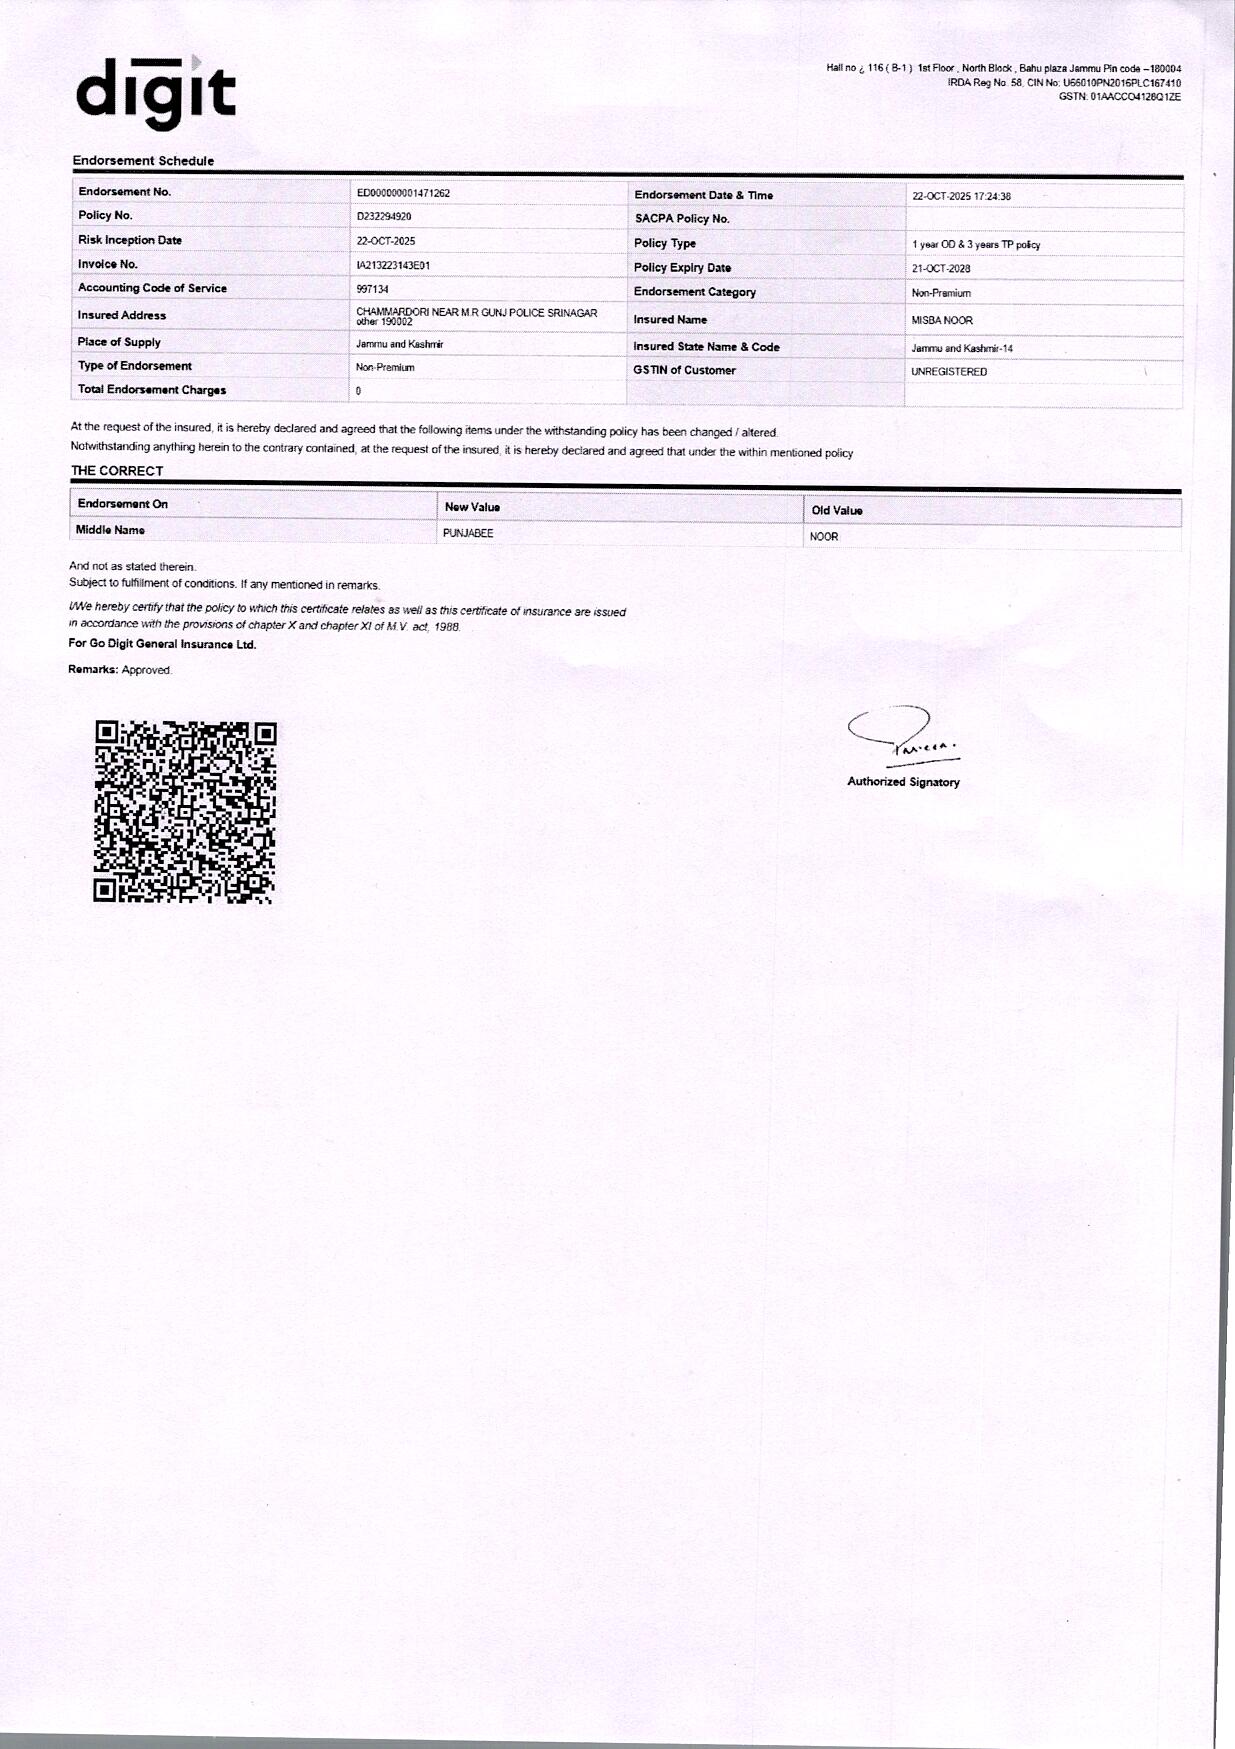 digit
Hall no ¿ 116 ( B-1 ) 1st Floor , North Block , Bahu plaza Jammu Pin code –180004
IRDA Reg No. 58, CIN No: U66010PN2016PLC167410
GSTN: 01AACCO4128Q1ZE
Endorsement Schedule
Endorsement No. ED000000001471262 Endorsement Date & Time 22-OCT-2025 17:24:38
Policy No. D232294920 SACPA Policy No.
Risk Inception Date 22-OCT-2025 Policy Type 1 year OD & 3 years TP policy
Invoice No. IA213223143E01 Policy Expiry Date 21-OCT-2028
Accounting Code of Service 997134 Endorsement Category Non-Premium
Insured Address CHAMMARDORI NEAR M.R GUNJ POLICE SRINAGAR
other 190002 Insured Name MISBA NOOR
Place of Supply Jammu and Kashmir Insured State Name & Code Jammu and Kashmir-14
Type of Endorsement Non-Premium GSTIN of Customer UNREGISTERED
Total Endorsement Charges 0
At the request of the insured, it is hereby declared and agreed that the following items under the withstanding policy has been changed / altered.
Notwithstanding anything herein to the contrary contained, at the request of the insured, it is hereby declared and agreed that under the within mentioned policy
THE CORRECT
Endorsement On New Value Old Value
Middle Name PUNJABEE NOOR
And not as stated therein.
Subject to fulfillment of conditions. If any mentioned in remarks.
I/We hereby certify that the policy to which this certificate relates as well as this certificate of insurance are issued
in accordance with the provisions of chapter X and chapter XI of M.V. act, 1988.
For Go Digit General Insurance Ltd.
Remarks: Approved.
Authorized Signatory